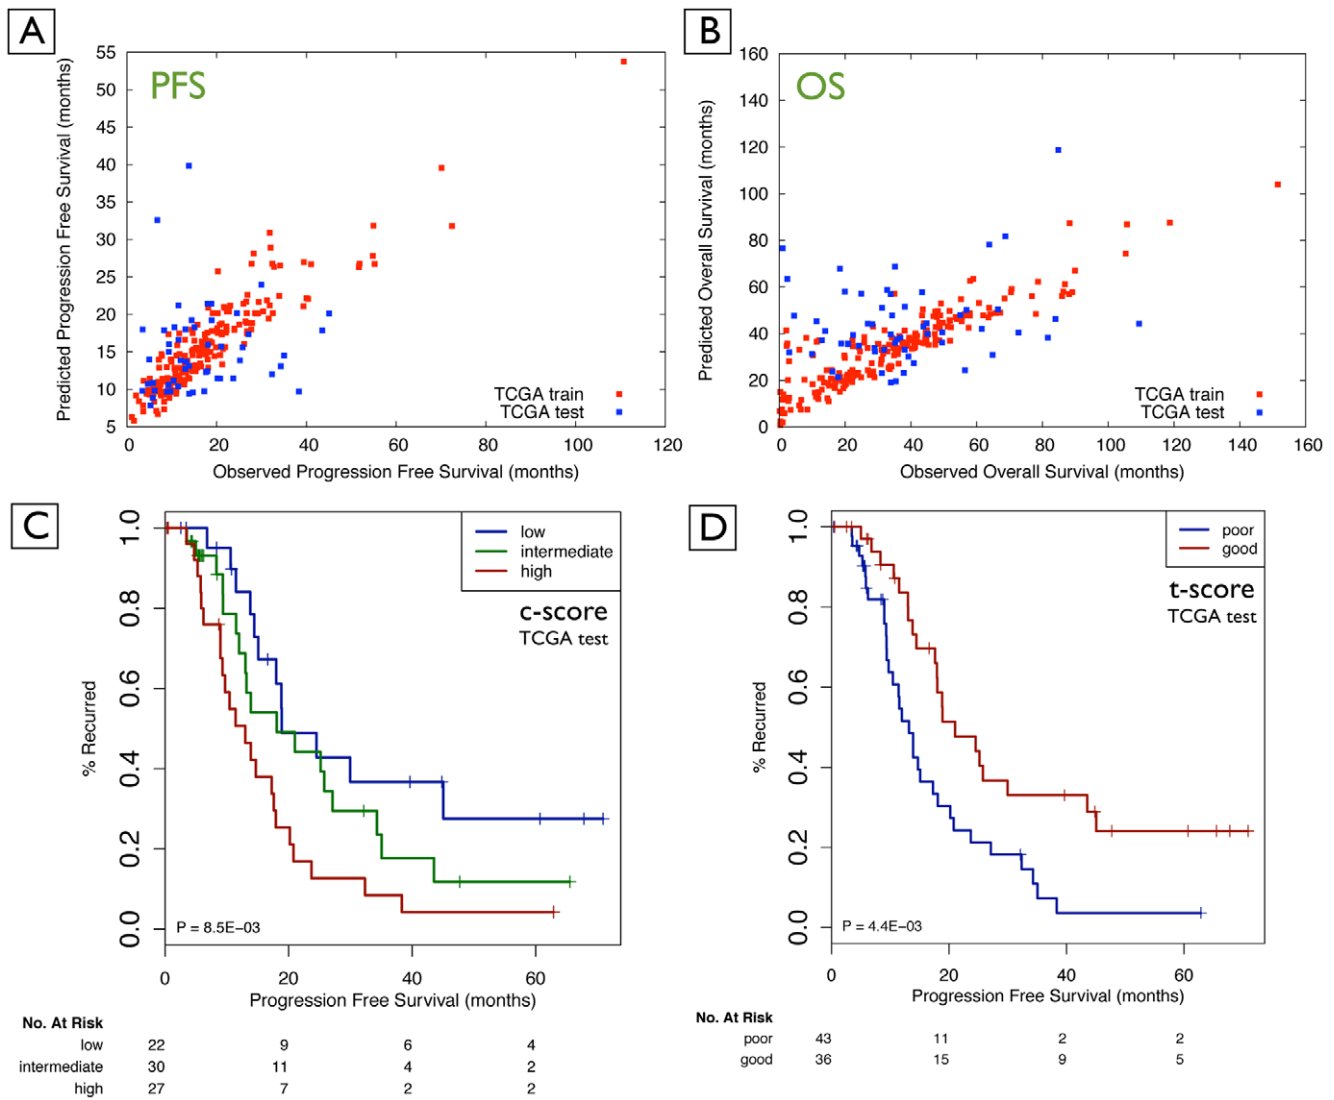 A
PFS
Predicted Progression Free Survival (months)
55
50
45
40
35
30
25
20
15
10
5
TCGA train
TCGA test
0 20 40 60 80 100 120
Observed Progression Free Survival (months)
B
OS
Predicted Overall Survival (months)
160
140
120
100
80
60
40
20
0
TCGA train
TCGA test
0 20 40 60 80 100 120 140 160
Observed Overall Survival (months)
C
low
intermediate
high
c-score
TCGA test
% Recurred
1.0
0.8
0.6
0.4
0.2
0.0
P = 8.5E−03
0 20 40 60
Progression Free Survival (months)
No. At Risk
low 22 9 6 4
intermediate 30 11 4 2
high 27 7 2 2
D
poor
good
t-score
TCGA test
% Recurred
1.0
0.8
0.6
0.4
0.2
0.0
P = 4.4E−03
0 20 40 60
Progression Free Survival (months)
No. At Risk
poor 43 11 2 2
good 36 15 9 5